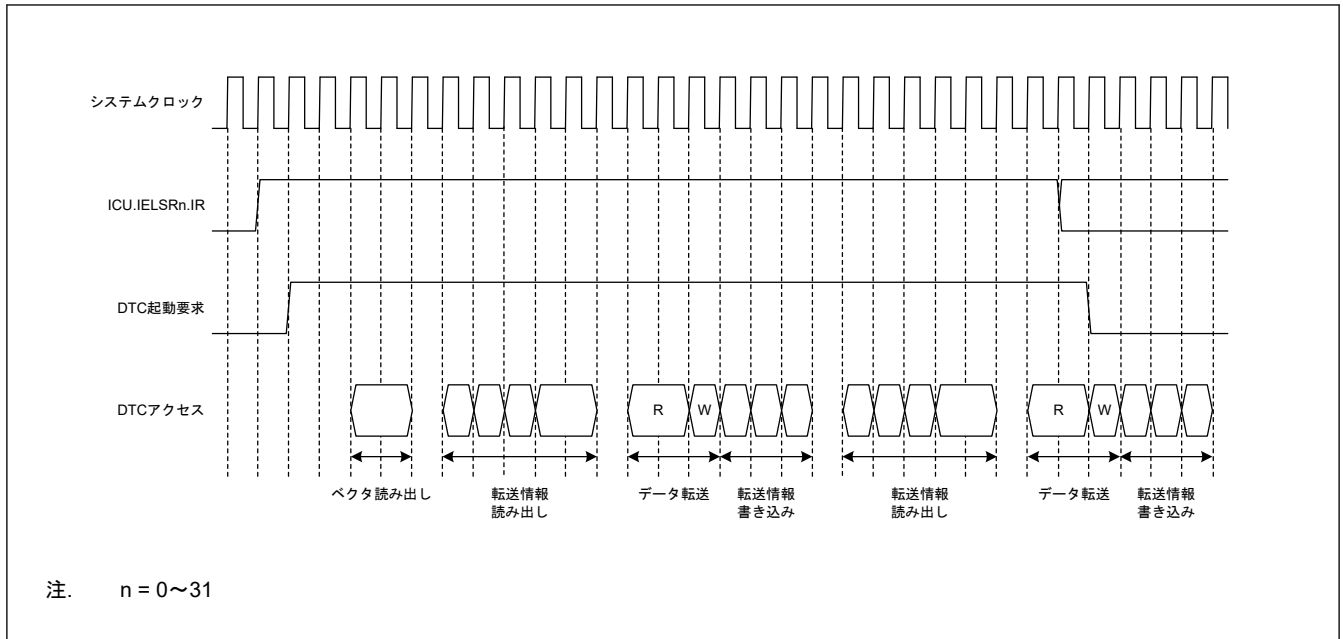 システムクロック
ICU.IELSRn.IR
DTC起動要求
DTCアクセス
R
W
R
W
ベクタ読み出し
転送情報
読み出し
データ転送
転送情報
書き込み
転送情報
読み出し
データ転送
転送情報
書き込み
注. n = 0～31